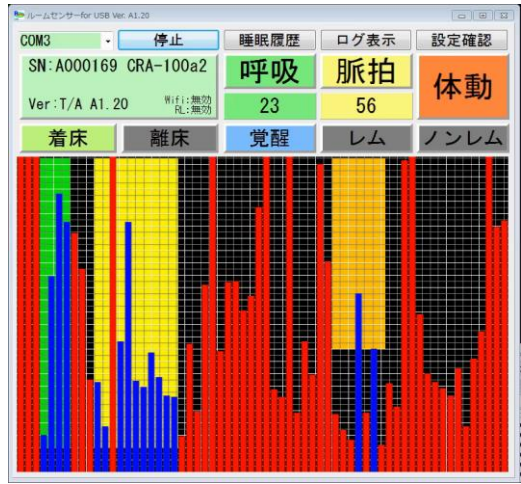 ルームセンサーfor USB Ver. A1.20
COM3 停止 睡眠履歴 ログ表示 設定確認
SN:A000169 CRA-100a2
Ver:T/A A1.20 Wifi:無効
RL:無効
呼吸 脈拍 体動
23 56
着床 離床 覚醒 レム ノンレム